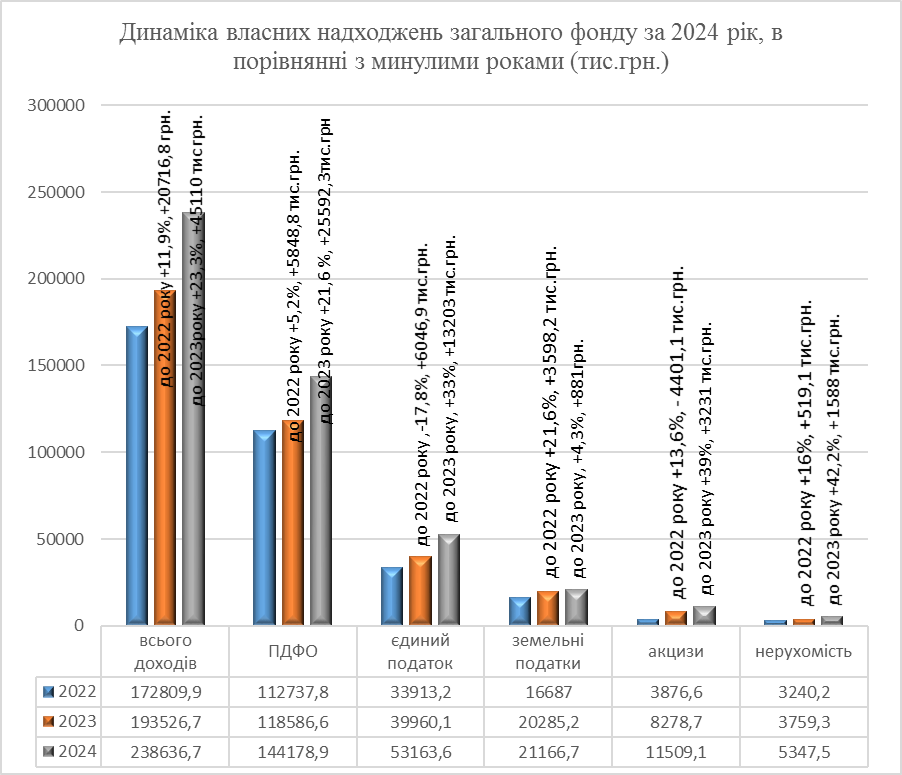 Динаміка власних надходжень загального фонду за 2024 рік, в
порівнянні з минулими роками (тис.грн.)
300000
250000
200000
150000
100000
50000
0
до 2022 року +11,9%,+20716,8 грн.
до 2023року +23,3%, +45110 тис грн.
до 2022 року +5,2%, +5848,8 тис.грн.
до 2023 року +21,6 %, +25592,3тис.грн
до 2022 року ,-17,8%, +6046,9 тис.грн.
до 2023 року, +33%, +13203 тис.грн.
до 2022 року +21,6%, +3598,2 тис.грн.
до 2023 року, +4,3%, +881грн.
до 2022 року +13,6%, - 4401,1 тис.грн.
до 2023 року +39%, +3231 тис.грн.
до 2022 року +16%, +519,1 тис.грн.
до 2023 року +42,2%, +1588 тис.грн.
всього доходів ПДФО єдиний податок земельні податки акцизи нерухомість
2022 172809,9 112737,8 33913,2 16687 3876,6 3240,2
2023 193526,7 118586,6 39960,1 20285,2 8278,7 3759,3
2024 238636,7 144178,9 53163,6 21166,7 11509,1 5347,5